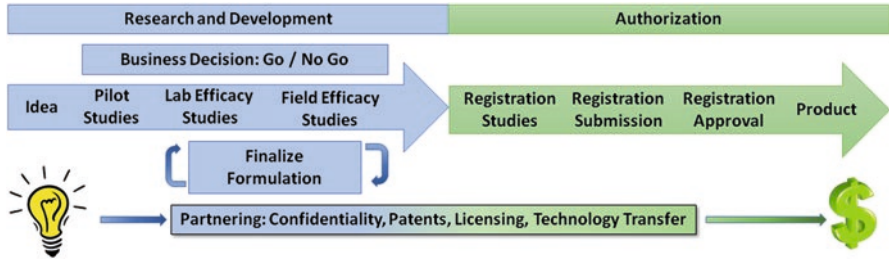 Research and Development
Authorization
Business Decision: Go / No Go
Idea
Pilot
Studies
Lab Efficacy
Studies
Field Efficacy
Studies
Registration
Studies
Registration
Submission
Registration
Approval
Product
Finalize
Formulation
Partnering: Confidentiality, Patents, Licensing, Technology Transfer
$